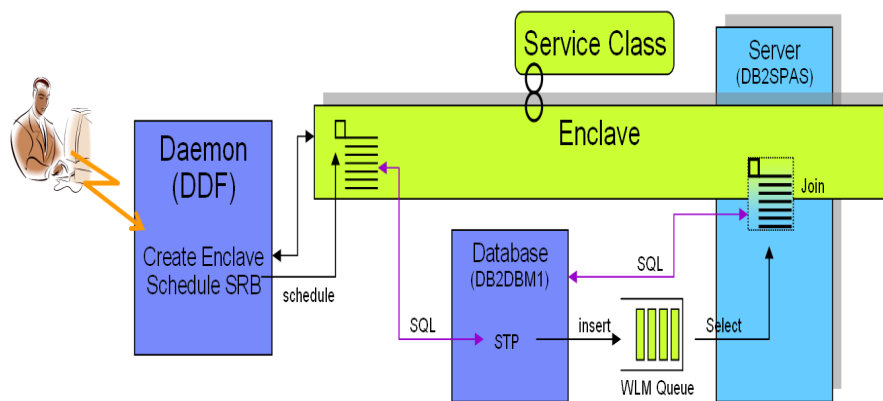 Service Class
Server
(DB2SPAS)
Enclave
Daemon
(DDF)
Join
Create Enclave
Schedule SRB
schedule
Database
(DB2DBM1)
SQL
SQL
STP
insert
Select
WLM Queue